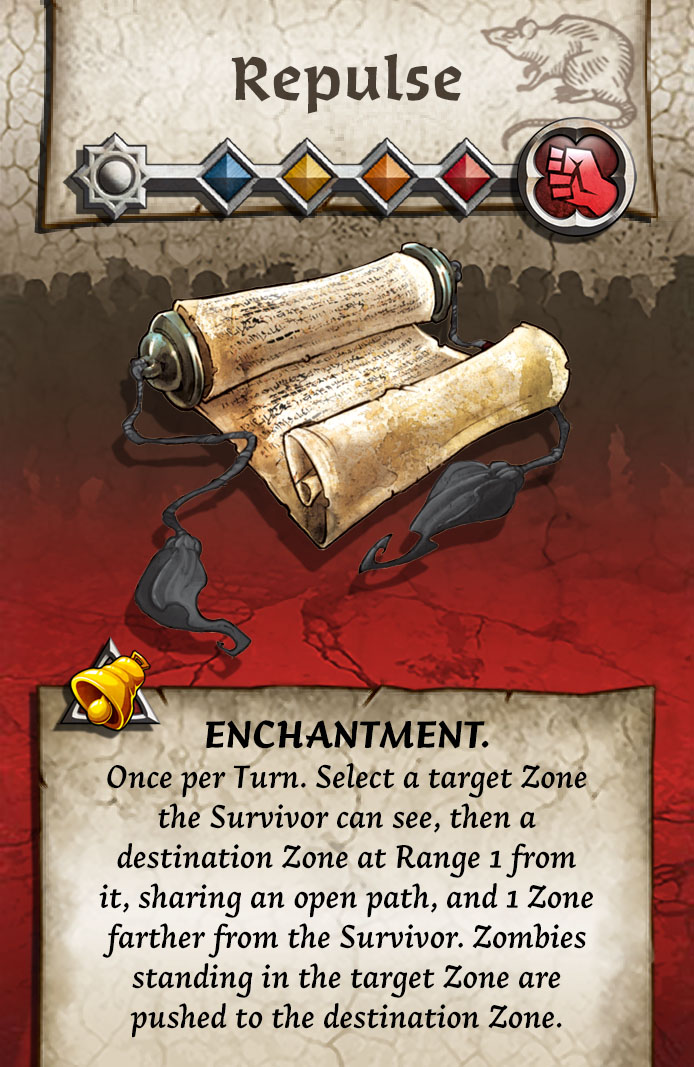 Repulse
ENCHANTMENT.
Once per Turn. Select a target Zone
the Survivor can see, then a
destination Zone at Range 1 from
it, sharing an open path, and 1 Zone
farther from the Survivor. Zombies
standing in the target Zone are
pushed to the destination Zone.